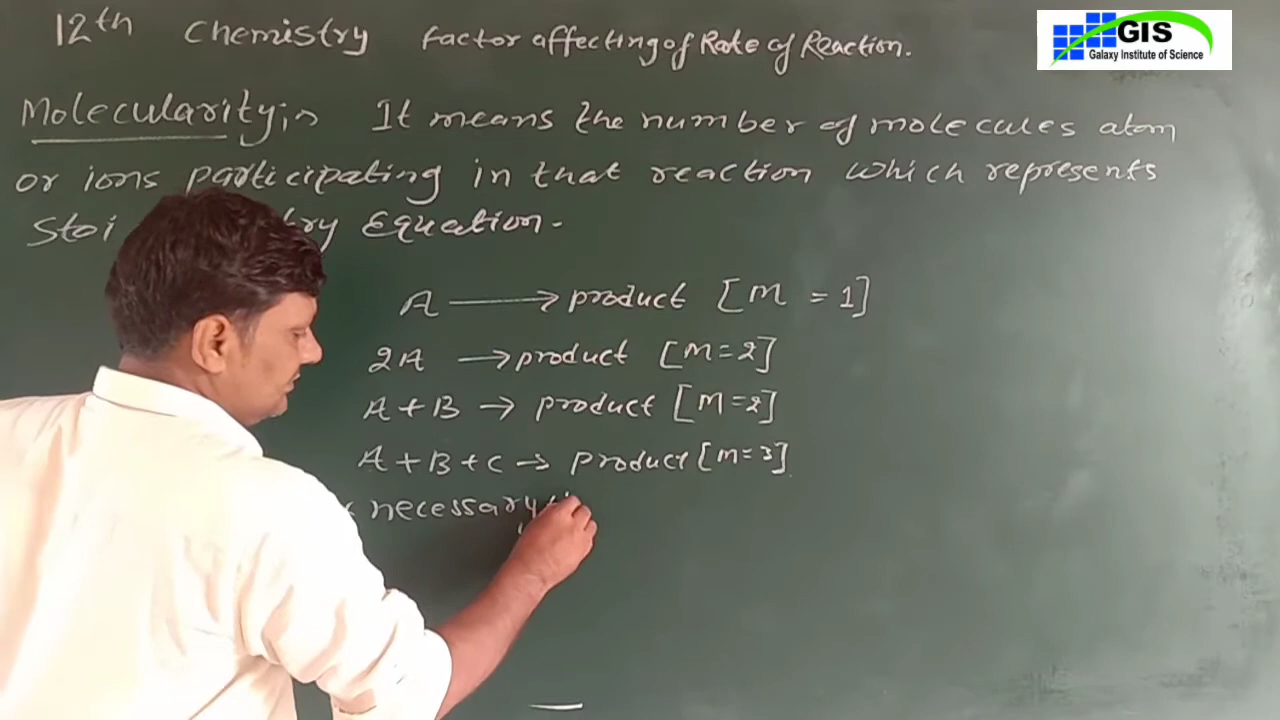 12th Chemistry factor affecting of Rate of Reaction.
GIS
Galaxy Institute of Science
Molecularity;~ It means the number of molecules atom
or ions participating in that reaction which represents
Stoi try Equation.
A → product [M = 1]
2A → product [M=2]
A + B → product [M=2]
A + B + C → product [M=3]
necessary